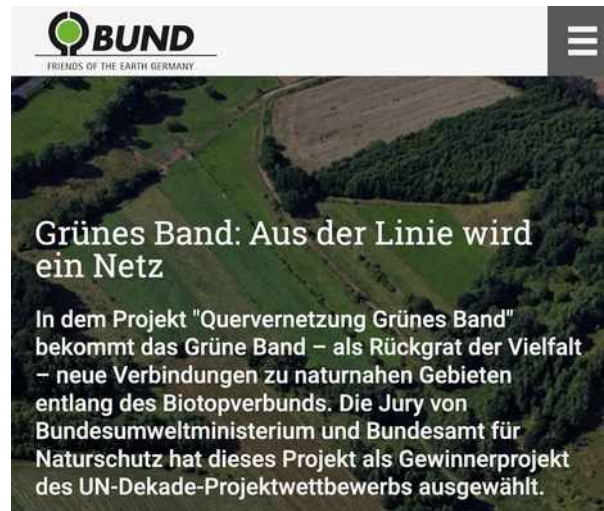 BUND
FRIENDS OF THE EARTH GERMANY
Grünes Band: Aus der Linie wird
ein Netz
In dem Projekt "Quervernetzung Grünes Band"
bekommt das Grüne Band – als Rückgrat der Vielfalt
– neue Verbindungen zu naturnahen Gebieten
entlang des Biotopverbunds. Die Jury von
Bundesumweltministerium und Bundesamt für
Naturschutz hat dieses Projekt als Gewinnerprojekt
des UN-Dekade-Projektwettbewerbs ausgewählt.